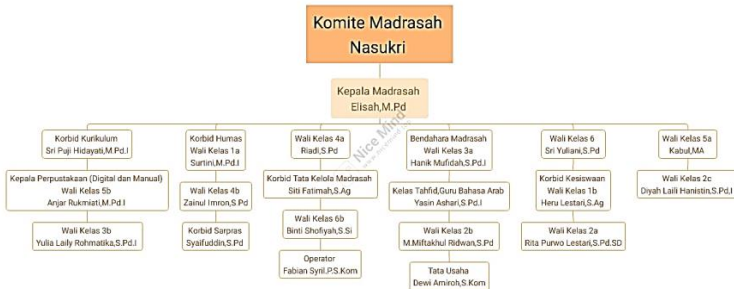 Komite Madrasah
Nasukri
Kepala Madrasah
Elisah,M.Pd
Korbid Kurikulum
Sri Puji Hidayati,M.Pd.I
Korbid Humas
Wali Kelas 1a
Surtini,M.Pd.I
Wali Kelas 4a
Riadi,S.Pd
Bendahara Madrasah
Wali Kelas 3a
Hanik Mufidah,S.Pd.I
Wali Kelas 6
Sri Yuliani,S.Pd
Wali Kelas 5a
Kabul,MA
Kepala Perpustakaan (Digital dan Manual)
Wali Kelas 5b
Anjar Rukmiati,M.Pd.I
Wali Kelas 4b
Zainul Imron,S.Pd
Korbid Tata Kelola Madrasah
Siti Fatimah,S.Ag
Kelas Tahfid,Guru Bahasa Arab
Yasin Ashari,S.Pd.I
Korbid Kesiswaan
Wali Kelas 1b
Heru Lestari,S.Ag
Wali Kelas 2c
Diyah Laili Hanistin,S.Pd,I
Wali Kelas 3b
Yulia Laily Rohmatika,S.Pd.I
Korbid Sarpras
Syaifuddin,S.Pd
Wali Kelas 6b
Binti Shofiyah,S.Si
Wali Kelas 2b
M.Miftakhul Ridwan,S.Pd
Wali Kelas 2a
Rita Purwo Lestari,S.Pd.SD
Operator
Fabian Syril.P.S.Kom
Tata Usaha
Dewi Amiroh,S.Kom
Nice Mind